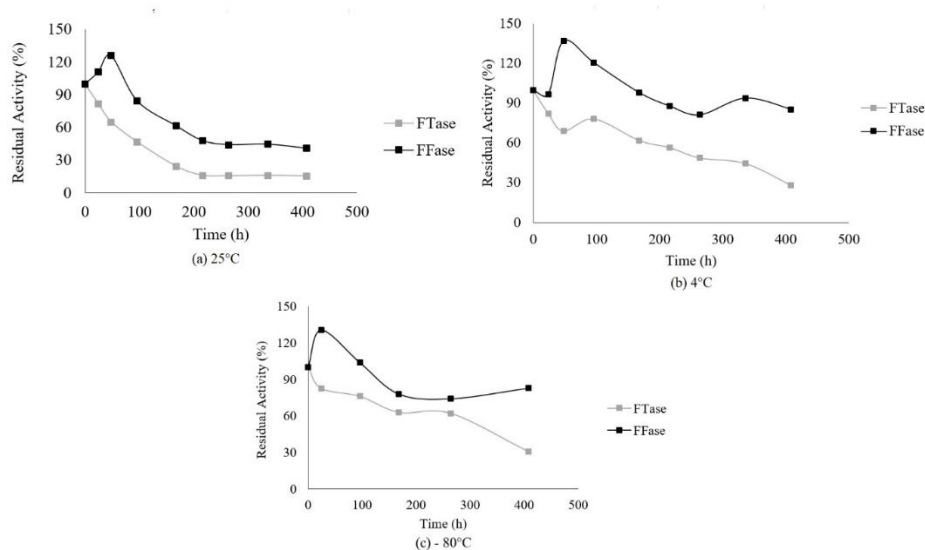 150
120
90
60
30
0
Residual Activity (%)
0 100 200 300 400 500
Time (h)
(a) 25°C
FTase
FFase
150
120
90
60
30
0
Residual Activity (%)
0 100 200 300 400 500
Time (h)
(b) 4°C
FTase
FFase
150
120
90
60
30
0
Residual Activity (%)
0 100 200 300 400 500
Time (h)
(c) - 80°C
FTase
FFase